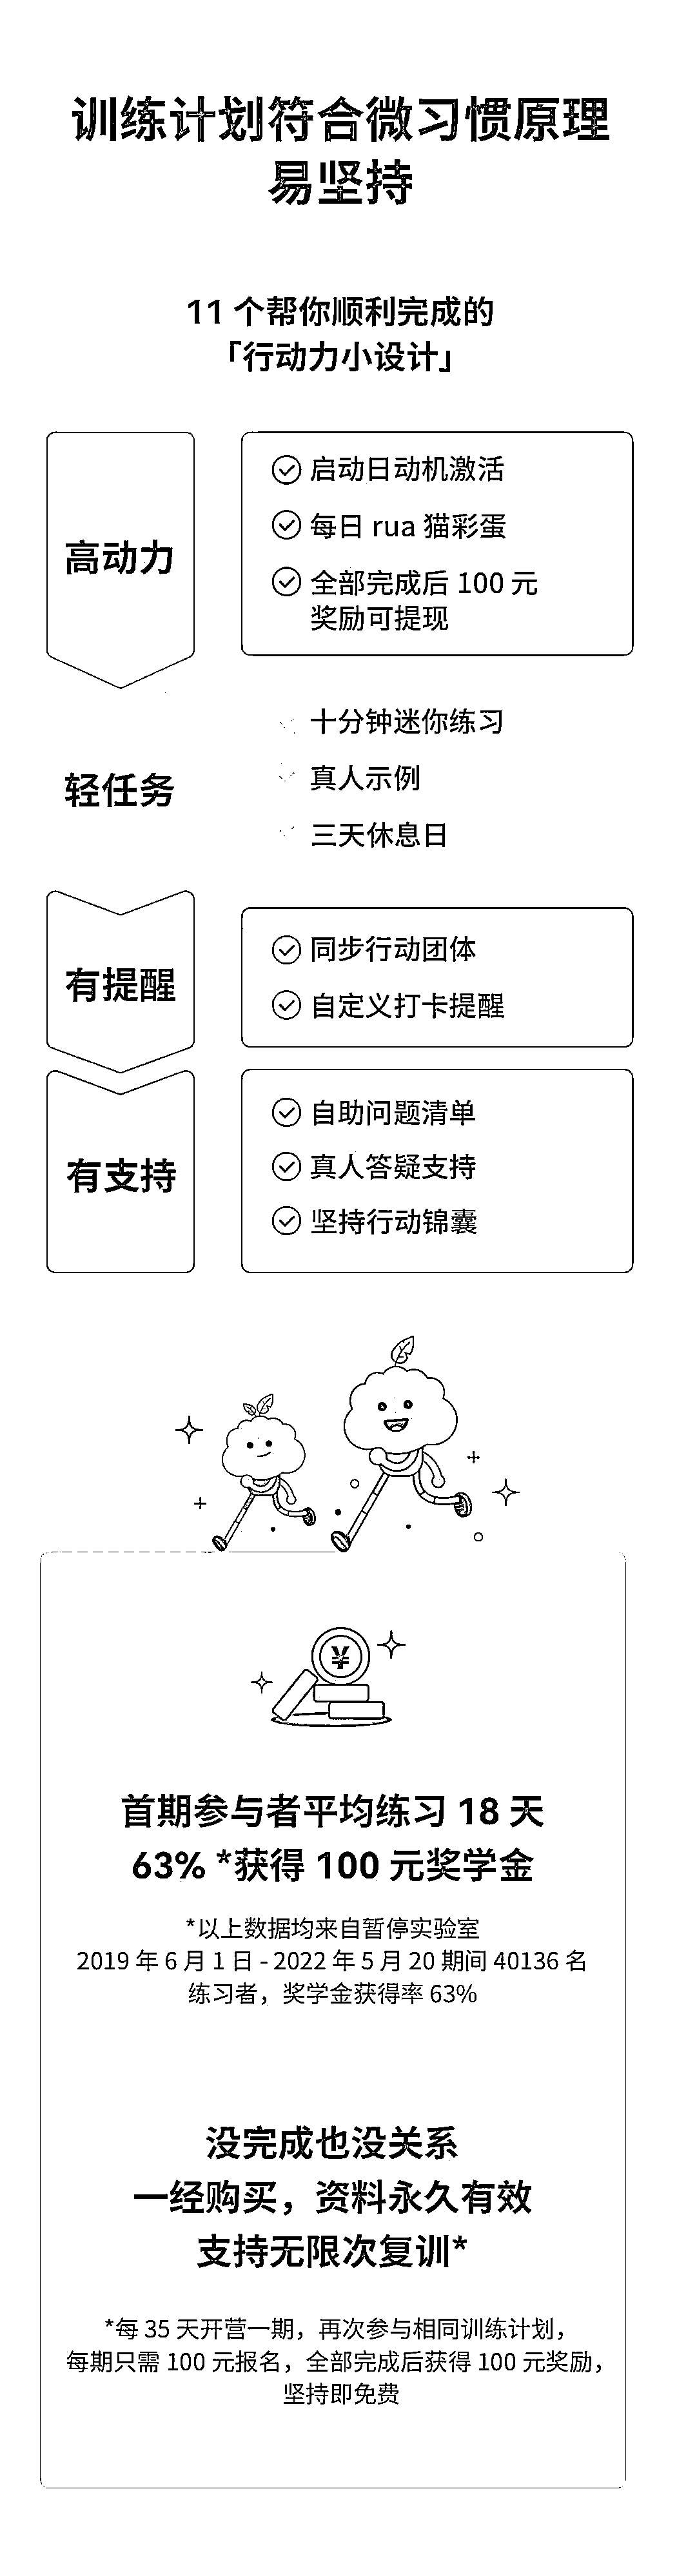 训练计划符合微习惯原理
易坚持
11 个帮你顺利完成的
「行动力小设计」
高动力
启动日动机激活
每日 rua 猫彩蛋
全部完成后 100 元
奖励可提现
轻任务
十分钟迷你练习
真人示例
三天休息日
有提醒
同步行动团体
自定义打卡提醒
有支持
自助问题清单
真人答疑支持
坚持行动锦囊
¥
首期参与者平均练习 18 天
63% *获得 100 元奖学金
*以上数据均来自暂停实验室
2019 年 6 月 1 日 - 2022 年 5 月 20 期间 40136 名
练习者，奖学金获得率 63%
没完成也没关系
一经购买，资料永久有效
支持无限次复训*
*每 35 天开营一期，再次参与相同训练计划，
每期只需 100 元报名，全部完成后获得 100 元奖励，
坚持即免费